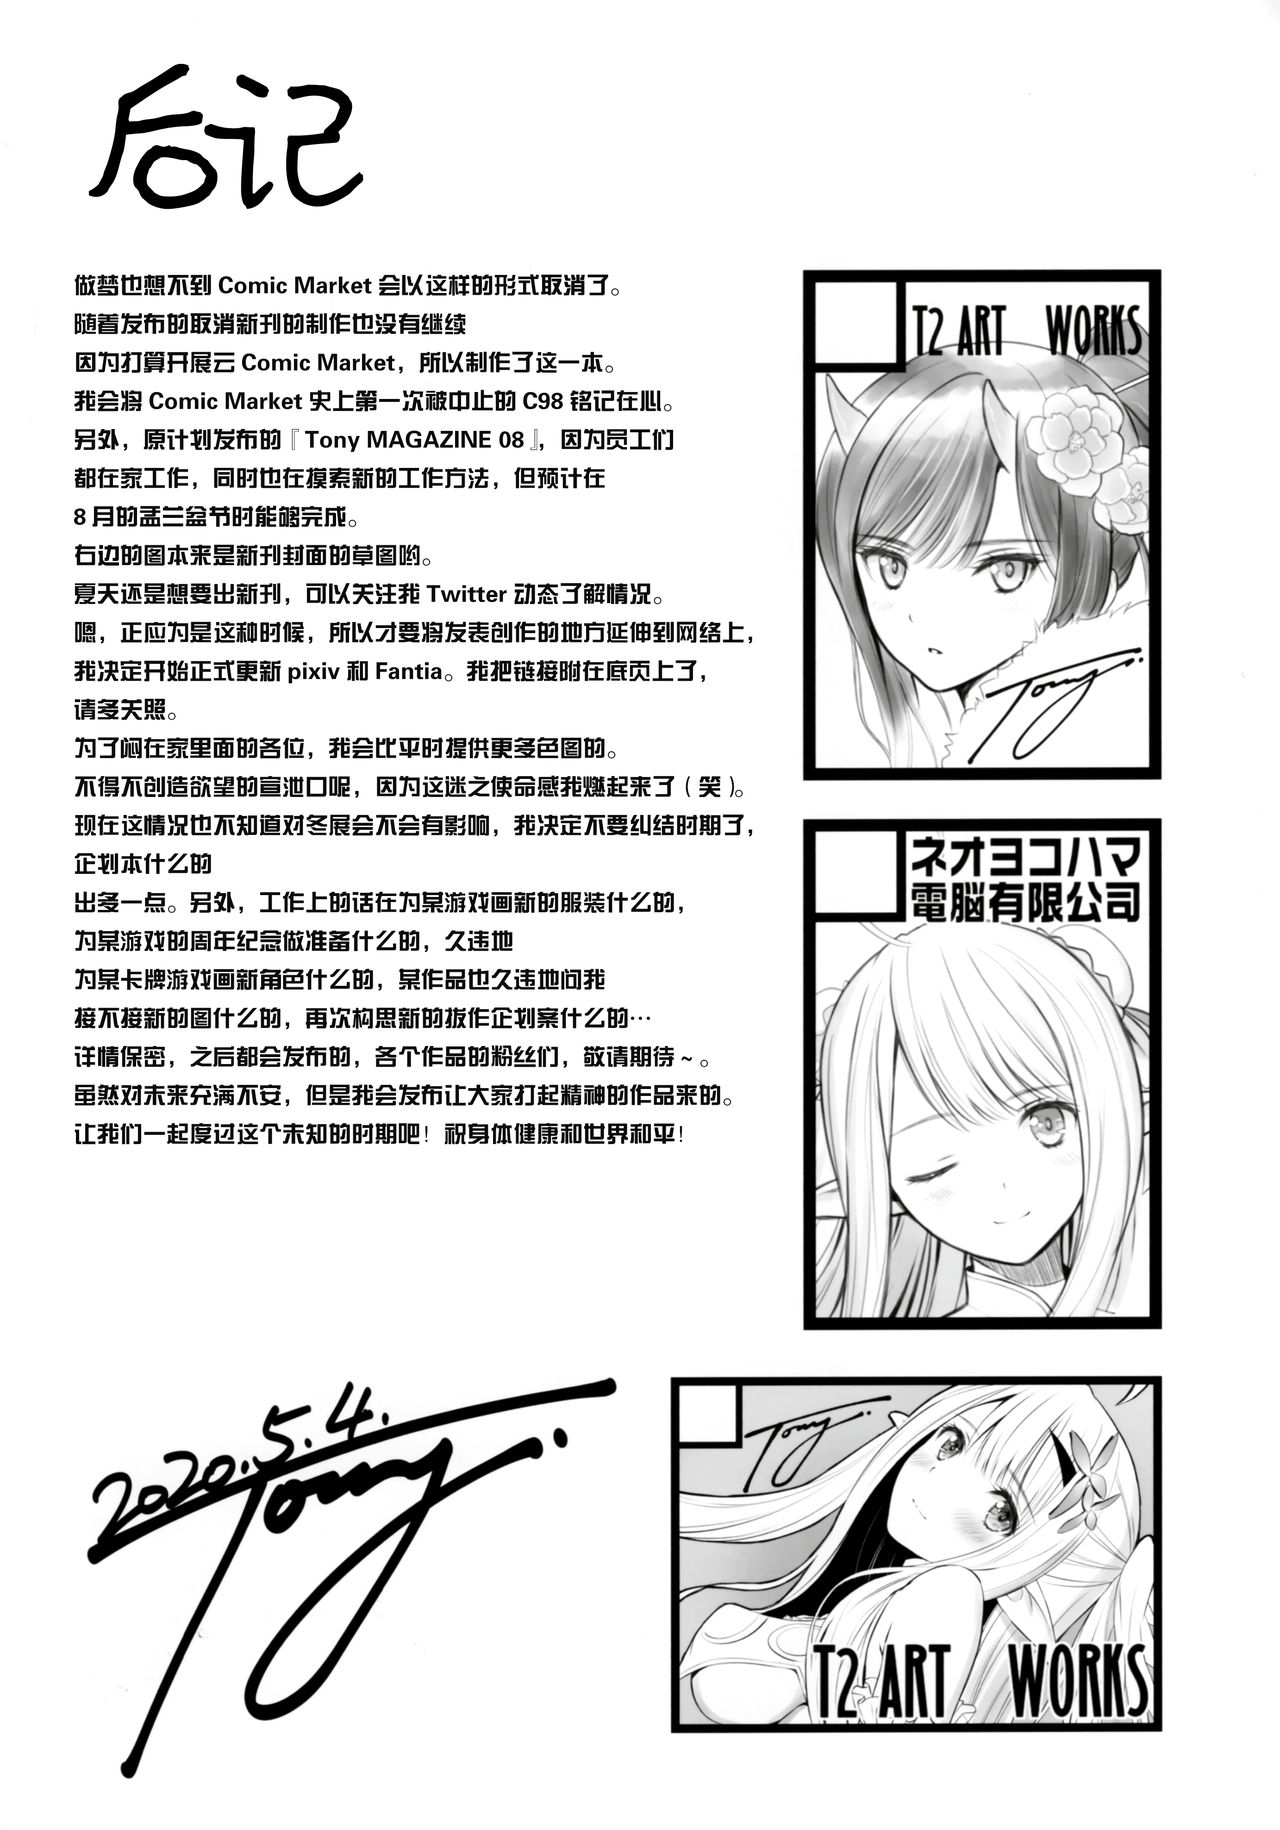 后记
做梦也想不到 Comic Market 会以这样的形式取消了。
随着发布的取消新刊的制作也没有继续
因为打算开展云 Comic Market，所以制作了这一本。
我会将 Comic Market 史上第一次被中止的 C98 铭记在心。
另外，原计划发布的『Tony MAGAZINE 08』，因为员工们
都在家工作，同时也在摸索新的工作方法，但预计在
8 月的孟兰盆节时能够完成。
右边的图本来是新刊封面的草图哟。
夏天还是想要出新刊，可以关注我 Twitter 动态了解情况。
嗯，正应为是这种时候，所以才要将发表创作的地方延伸到网络上，
我决定开始正式更新 pixiv 和 Fantia。我把链接附在底页上了，
请多关照。
为了闷在家里面的各位，我会比平时提供更多色图的。
不得不创造欲望的宣泄口呢，因为这迷之使命感我燃起来了（笑）。
现在这情况也不知道对冬展会不会有影响，我决定不要纠结时期了，
企划本什么的
出多一点。另外，工作上的话在为某游戏画新的服装什么的，
为某游戏的周年纪念做准备什么的，久违地
为某卡牌游戏画新角色什么的，某作品也久违地问我
接不接新的图什么的，再次构思新的拔作企划案什么的…
详情保密，之后都会发布的，各个作品的粉丝们，敬请期待～。
虽然对未来充满不安，但是我会发布让大家打起精神的作品来的。
让我们一起度过这个未知的时期吧！祝身体健康和世界和平！
2020.5.4.
Tony
T2 ART WORKS
Tony
ネオヨコハマ
電脳有限公司
Tony
T2 ART WORKS